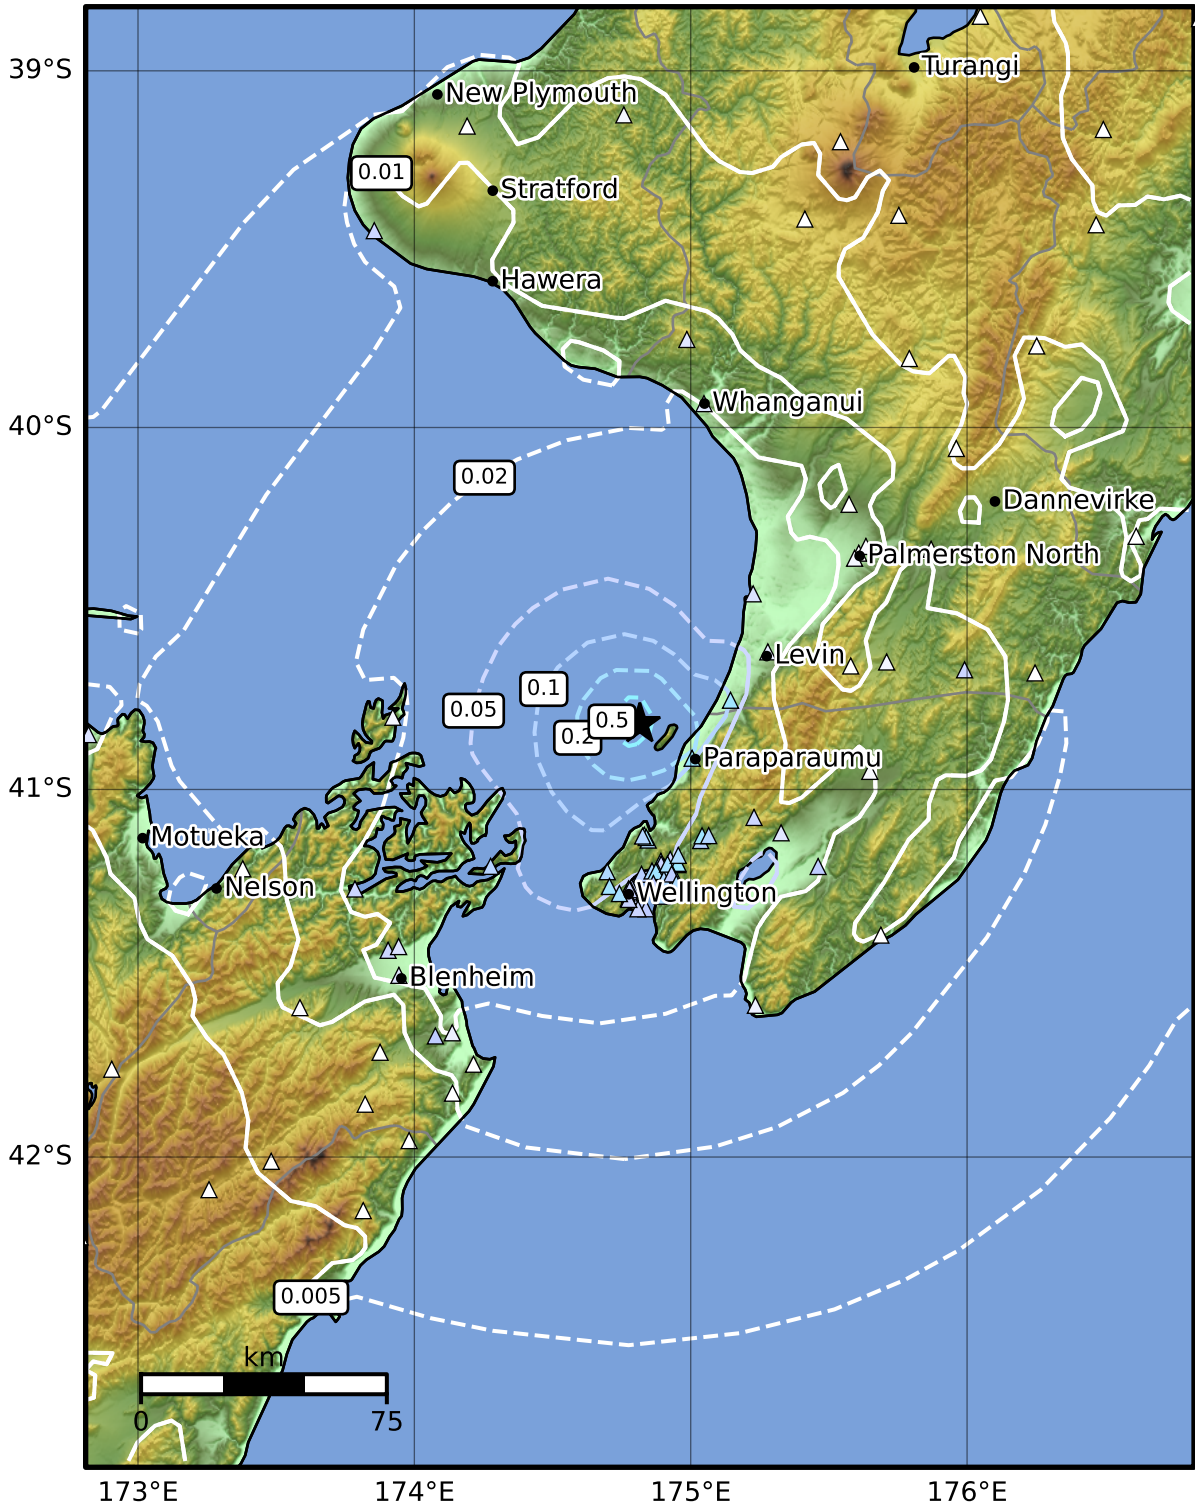 39°S
Turangi
New Plymouth
0.01
Stratford
Hawera
Whanganui
40°S
0.02
Dannevirke
Palmerston North
Levin
0.1
0.05
0.5
0.2
Paraparaumu
41°S
Motueka
Nelson
Wellington
Blenheim
42°S
0.005
km
0
75
173°E
174°E
175°E
176°E